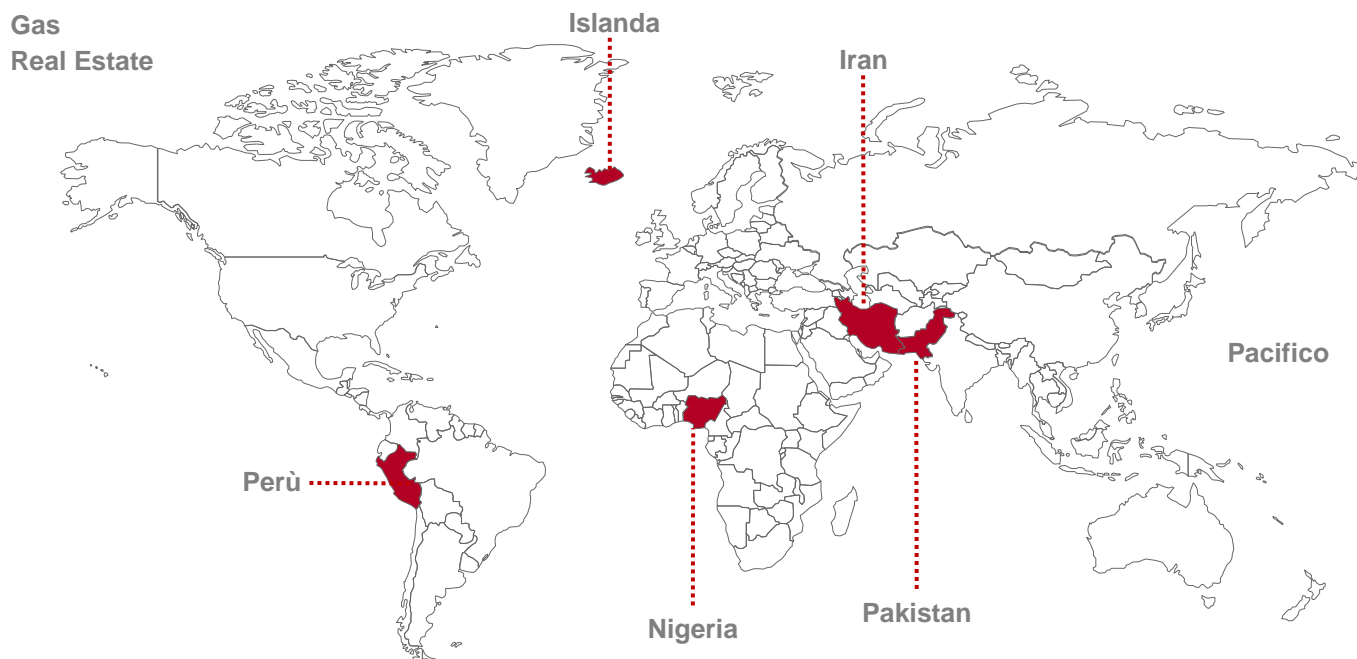 Gas
Real Estate
Islanda
Iran
Pacifico
Perù
Pakistan
Nigeria